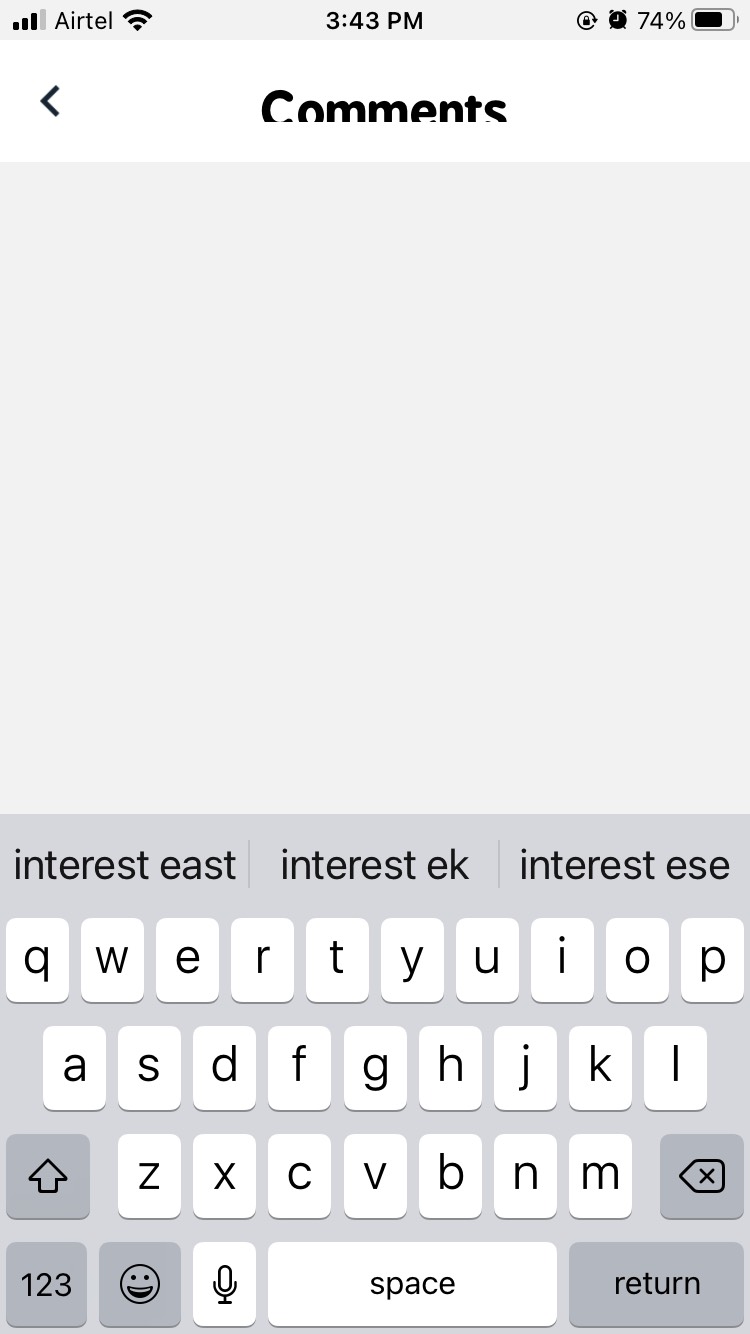 Airtel 3:43 PM 74%
Comments
interest east interest ek interest ese
q w e r t y u i o p
a s d f g h j k l
z x c v b n m
123 space return